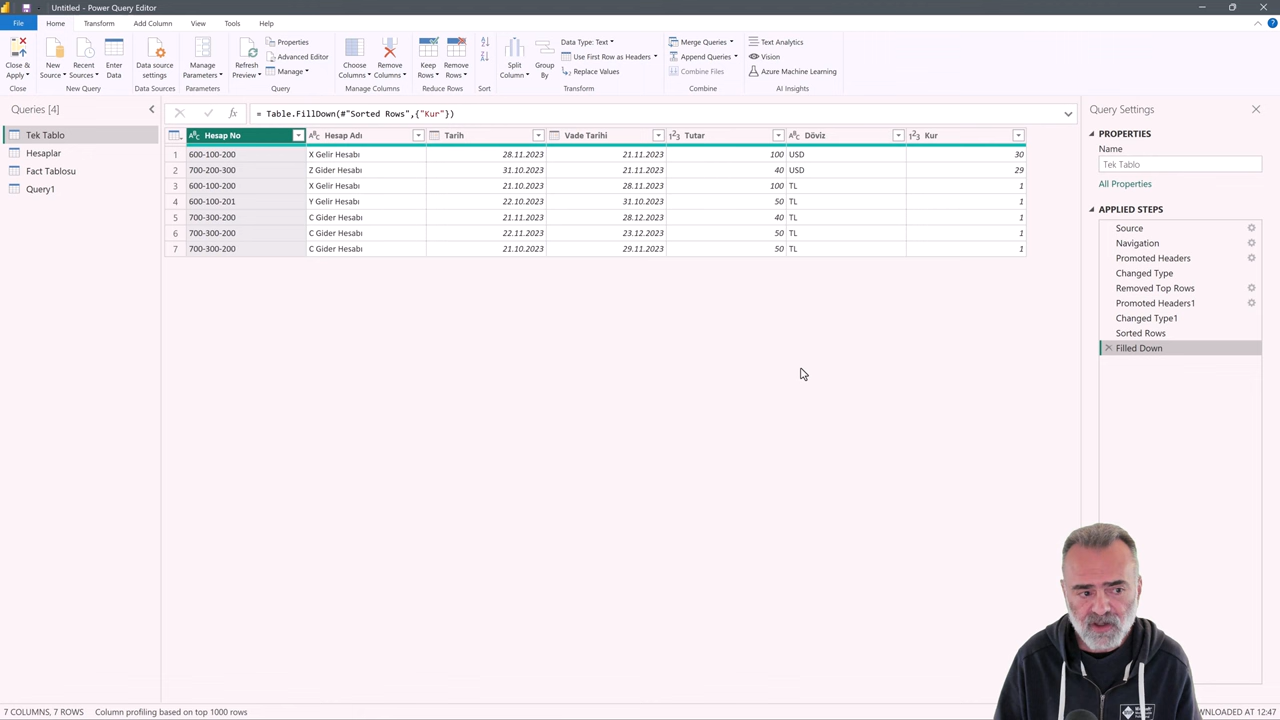 Untitled - Power Query Editor
File Home Transform Add Column View Tools Help
Close & Apply
New Source
Recent Sources
Enter Data
Data source settings
Manage Parameters
Refresh Preview
Properties
Advanced Editor
Manage
Choose Columns
Remove Columns
Keep Rows
Remove Rows
Split Column
Group By
Data Type: Text
Use First Row as Headers
Replace Values
Merge Queries
Append Queries
Combine Files
Text Analytics
Vision
Azure Machine Learning
Close New Query Data Sources Parameters Query Manage Columns Reduce Rows Sort Transform Combine AI Insights
Queries [4]
Tek Tablo
Hesaplar
Fact Tablosu
Query1
fx = Table.FillDown(#"Sorted Rows",{"Kur"})
Hesap No Hesap Adı Tarih Vade Tarihi Tutar Döviz Kur
1 600-100-200 X Gelir Hesabı 28.11.2023 21.11.2023 100 USD 30
2 700-200-300 Z Gider Hesabı 31.10.2023 21.11.2023 40 USD 29
3 600-100-200 X Gelir Hesabı 21.10.2023 28.11.2023 100 TL 1
4 600-100-201 Y Gelir Hesabı 22.10.2023 31.10.2023 50 TL 1
5 700-300-200 C Gider Hesabı 21.11.2023 28.12.2023 40 TL 1
6 700-300-200 C Gider Hesabı 22.11.2023 23.12.2023 50 TL 1
7 700-300-200 C Gider Hesabı 21.10.2023 29.11.2023 50 TL 1
Query Settings
PROPERTIES
Name
Tek Tablo
All Properties
APPLIED STEPS
Source
Navigation
Promoted Headers
Changed Type
Removed Top Rows
Promoted Headers1
Changed Type1
Sorted Rows
Filled Down
7 COLUMNS, 7 ROWS Column profiling based on top 1000 rows
AT 12:47